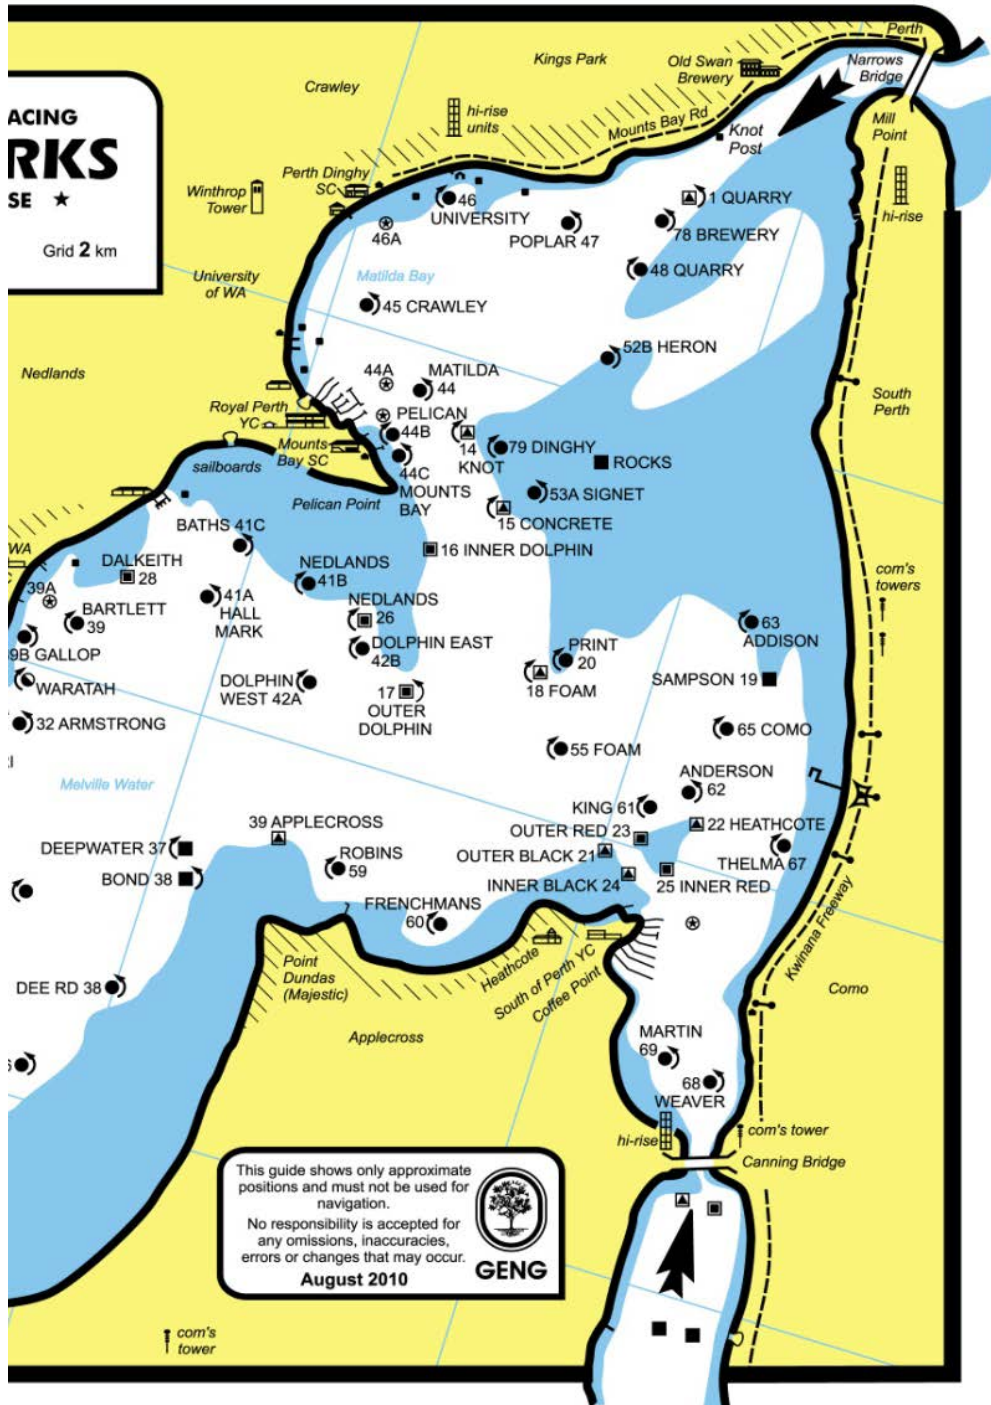 ACING
RKS
SE ★
Grid 2 km
Perth
Narrows
Bridge
Kings Park
Old Swan
Brewery
Crawley
hi-rise
units
Mounts Bay Rd
Knot
Post
Mill
Point
Perth Dinghy
SC
Winthrop
Tower
hi-rise
46
UNIVERSITY
46A
POPLAR 47
1 QUARRY
78 BREWERY
48 QUARRY
University
of WA
Matilda Bay
45 CRAWLEY
52B HERON
Nedlands
44A
MATILDA
44
South
Perth
Royal Perth
YC
PELICAN
44B
14
KNOT
79 DINGHY
ROCKS
Mounts
Bay SC
sailboards
44C
MOUNTS
BAY
53A SIGNET
Pelican Point
15 CONCRETE
BATHS 41C
16 INNER DOLPHIN
WA
DALKEITH
28
NEDLANDS
41B
com's
towers
39A
BARTLETT
39
41A
HALL
MARK
NEDLANDS
26
63
ADDISON
9B GALLOP
DOLPHIN EAST
42B
PRINT
20
WARATAH
DOLPHIN
WEST 42A
17
OUTER
DOLPHIN
18 FOAM
SAMPSON 19
32 ARMSTRONG
65 COMO
55 FOAM
RI
Melville Water
ANDERSON
62
KING 61
39 APPLECROSS
OUTER RED 23
22 HEATHCOTE
DEEPWATER 37
ROBINS
59
OUTER BLACK 21
THELMA 67
BOND 38
INNER BLACK 24
25 INNER RED
FRENCHMANS
60
Kwinana Freeway
Point
Dundas
(Majestic)
Heathcote
South of Perth YC
Coffee Point
DEE RD 38
Como
Applecross
MARTIN
69
6
68
WEAVER
hi-rise
com's tower
Canning Bridge
This guide shows only approximate
positions and must not be used for
navigation.
No responsibility is accepted for
any omissions, inaccuracies,
errors or changes that may occur.
August 2010
GENG
com's
tower